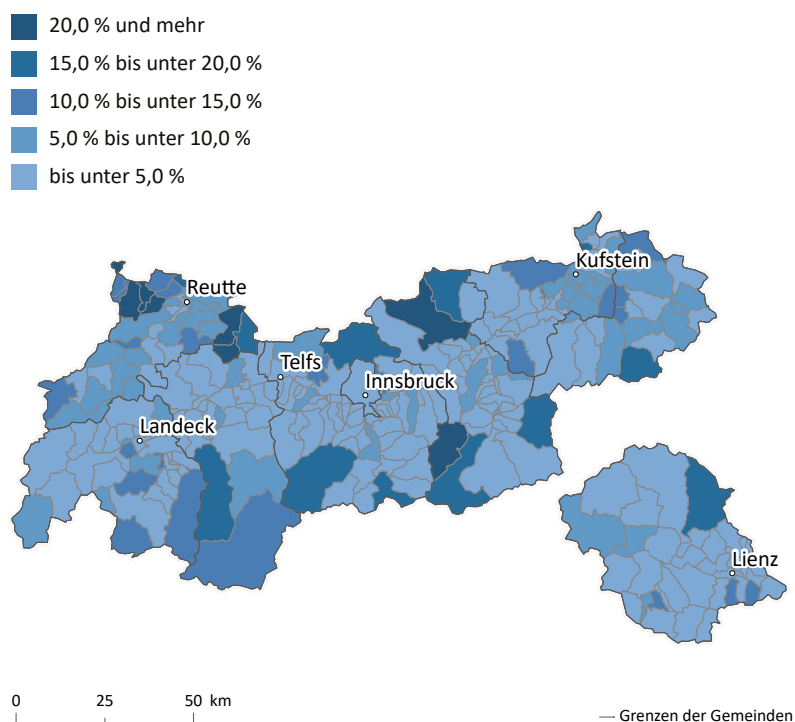 20,0 % und mehr
15,0 % bis unter 20,0 %
10,0 % bis unter 15,0 %
5,0 % bis unter 10,0 %
bis unter 5,0 %
Kufstein
Reutte
Telfs
Innsbruck
Landeck
Lienz
0 25 50 km
Grenzen der Gemeinden